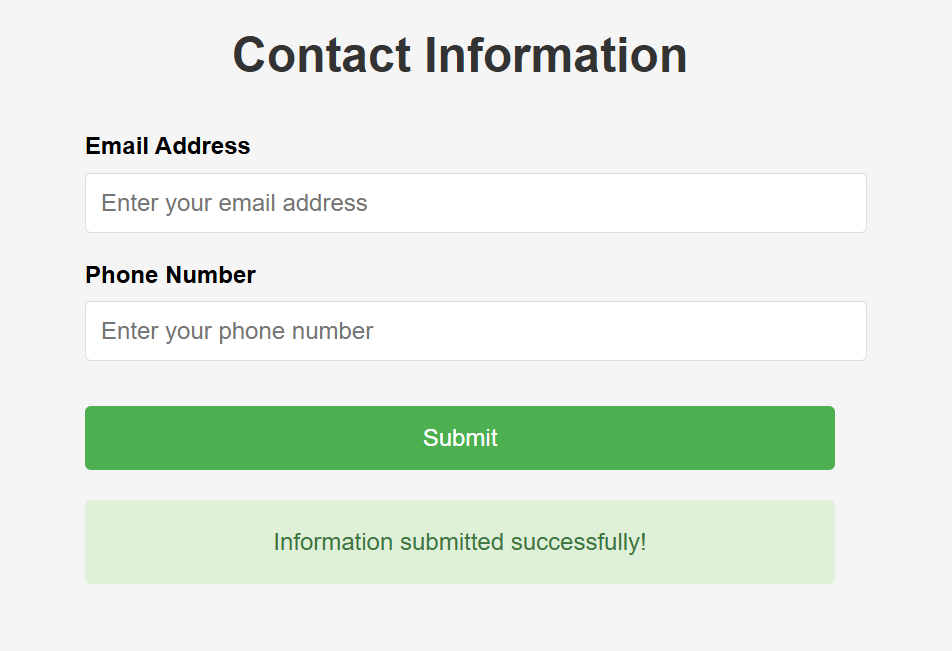 Contact Information
Email Address
Enter your email address
Phone Number
Enter your phone number
Submit
Information submitted successfully!